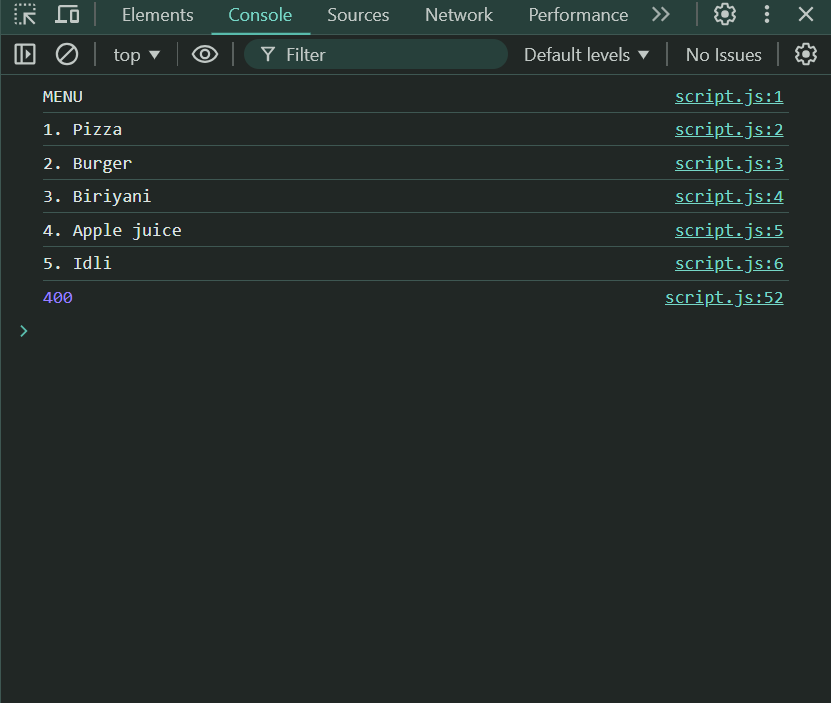 Elements Console Sources Network Performance
top Filter Default levels No Issues
MENU script.js:1
1. Pizza script.js:2
2. Burger script.js:3
3. Biriyani script.js:4
4. Apple juice script.js:5
5. Idli script.js:6
400 script.js:52